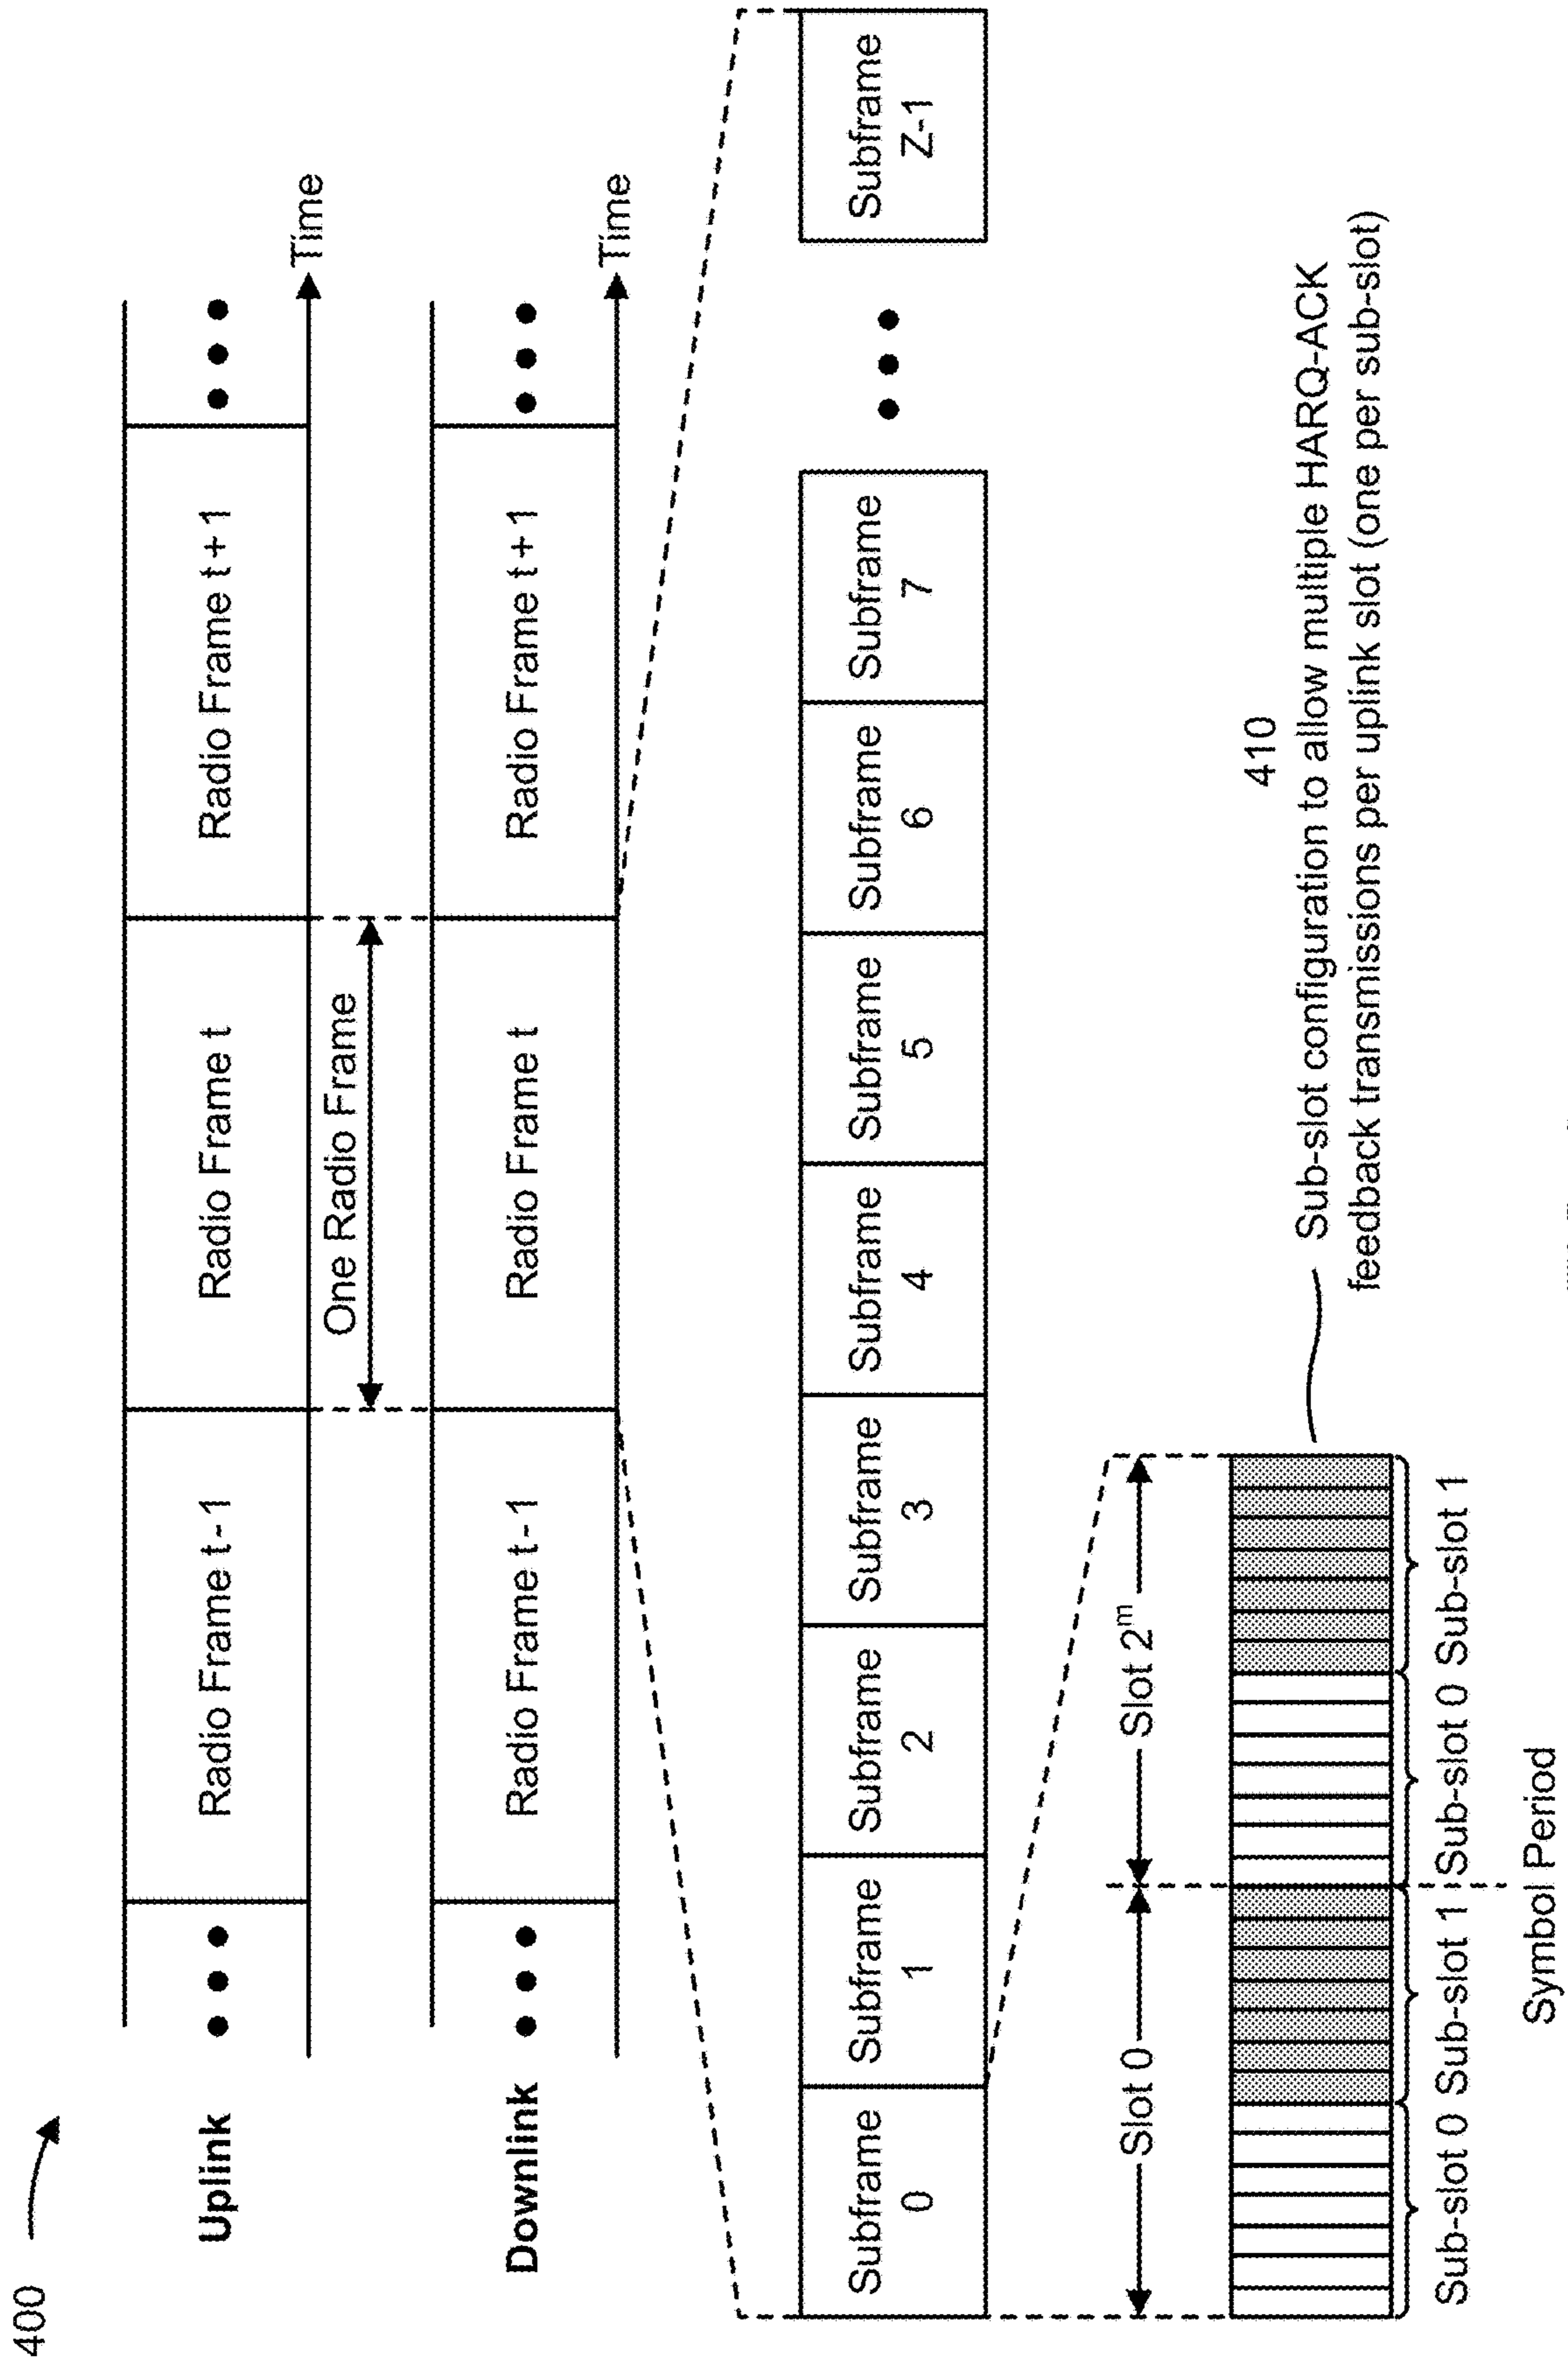 400
Uplink
Radio Frame t - 1
Radio Frame t
Radio Frame t + 1
Time
One Radio Frame
Downlink
Radio Frame t - 1
Radio Frame t
Radio Frame t + 1
Time
Subframe 0
Subframe 1
Subframe 2
Subframe 3
Subframe 4
Subframe 5
Subframe 6
Subframe 7
Subframe Z-1
Slot 0
Slot 2ᵐ
410
Sub-slot configuration to allow multiple HARQ-ACK
feedback transmissions per uplink slot (one per sub-slot)
Sub-slot 0 Sub-slot 1 Sub-slot 0 Sub-slot 1
Symbol Period